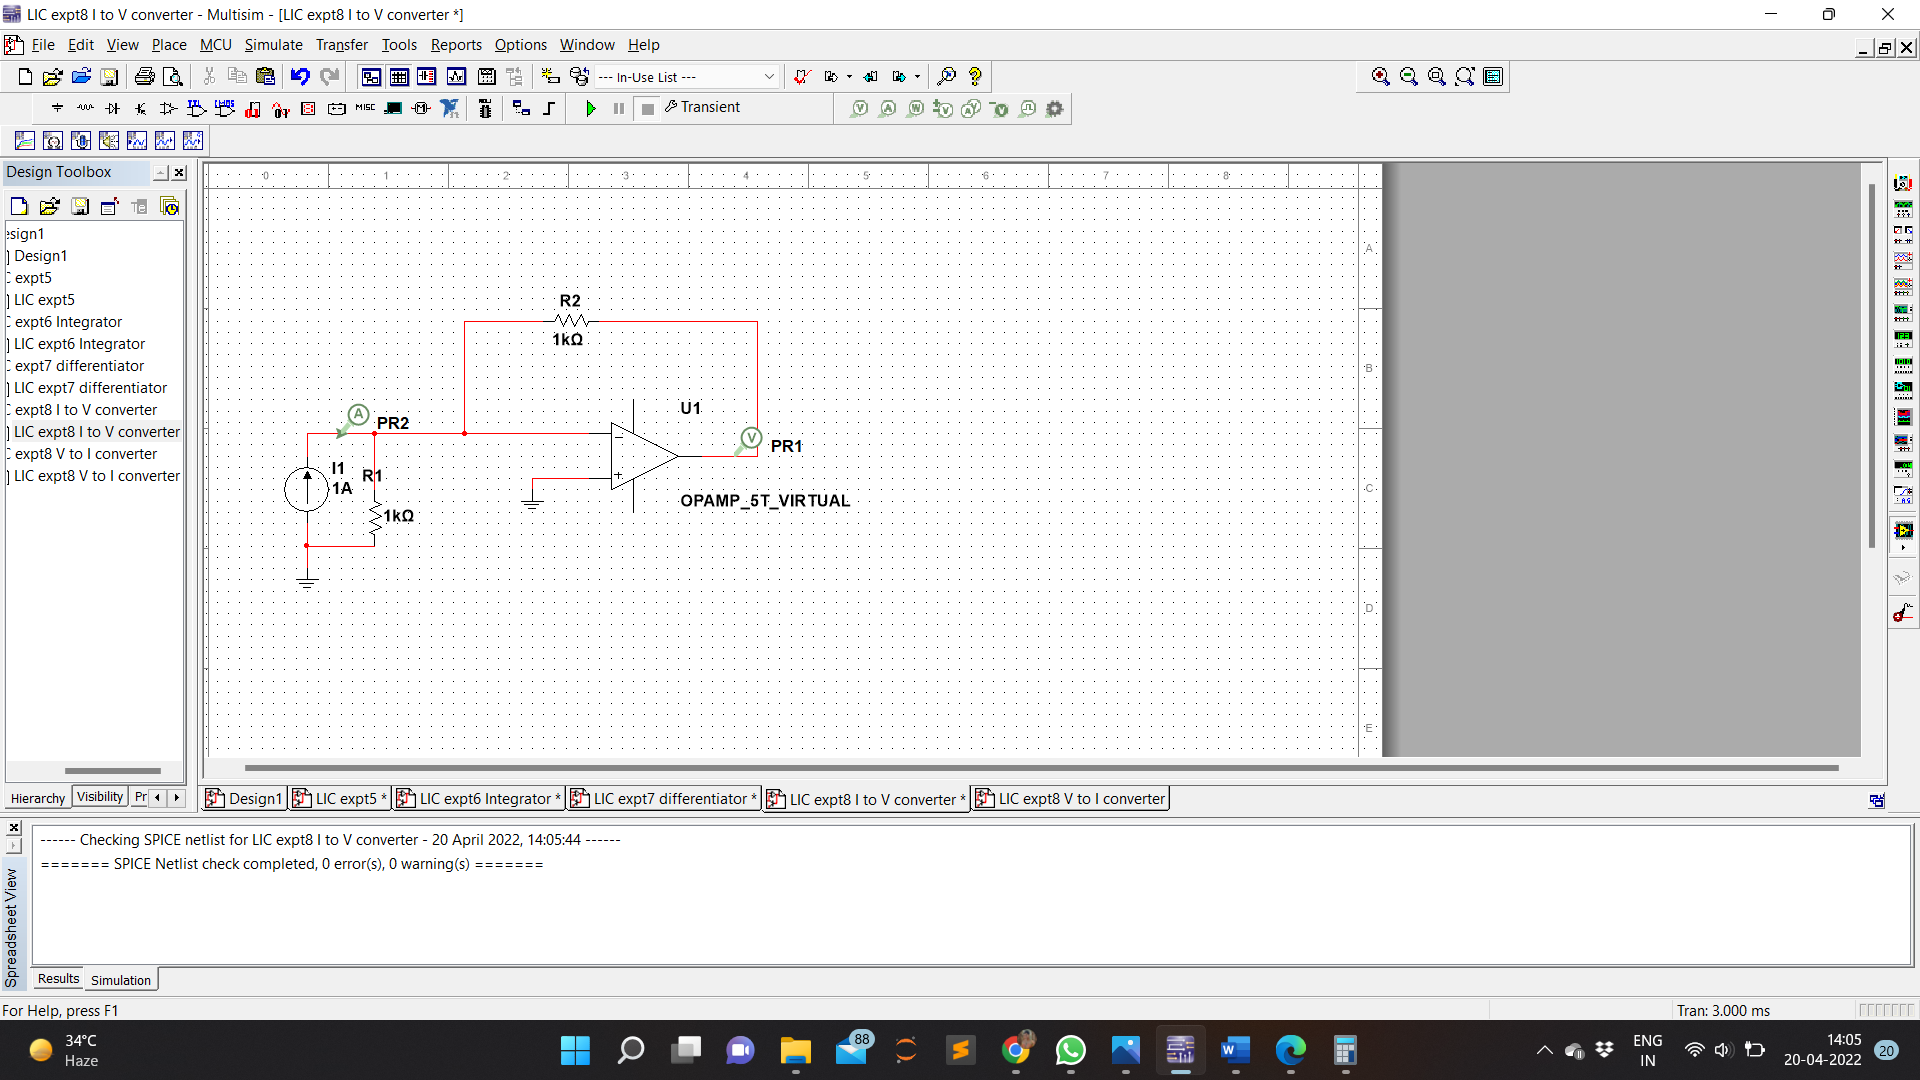 LIC expt8 I to V converter - Multisim - [LIC expt8 I to V converter *]
File Edit View Place MCU Simulate Transfer Tools Reports Options Window Help
--- In-Use List ---
MISC Transient
Design Toolbox
0 1 2 3 4 5 6 7 8
esign1
Design1
C expt5
LIC expt5
C expt6 Integrator
LIC expt6 Integrator
C expt7 differentiator
LIC expt7 differentiator
C expt8 I to V converter
LIC expt8 I to V converter
C expt8 V to I converter
LIC expt8 V to I converter
A
B
C
D
E
R2
1kΩ
A
PR2
U1
V
PR1
I1
1A
R1
1kΩ
OPAMP_5T_VIRTUAL
Hierarchy Visibility Pr
Design1 LIC expt5 * LIC expt6 Integrator * LIC expt7 differentiator * LIC expt8 I to V converter * LIC expt8 V to I converter
------ Checking SPICE netlist for LIC expt8 I to V converter - 20 April 2022, 14:05:44 ------
======= SPICE Netlist check completed, 0 error(s), 0 warning(s) =======
Spreadsheet View
Results Simulation
For Help, press F1
Tran: 3.000 ms
34°C
Haze
88
ENG
IN
14:05
20-04-2022
20